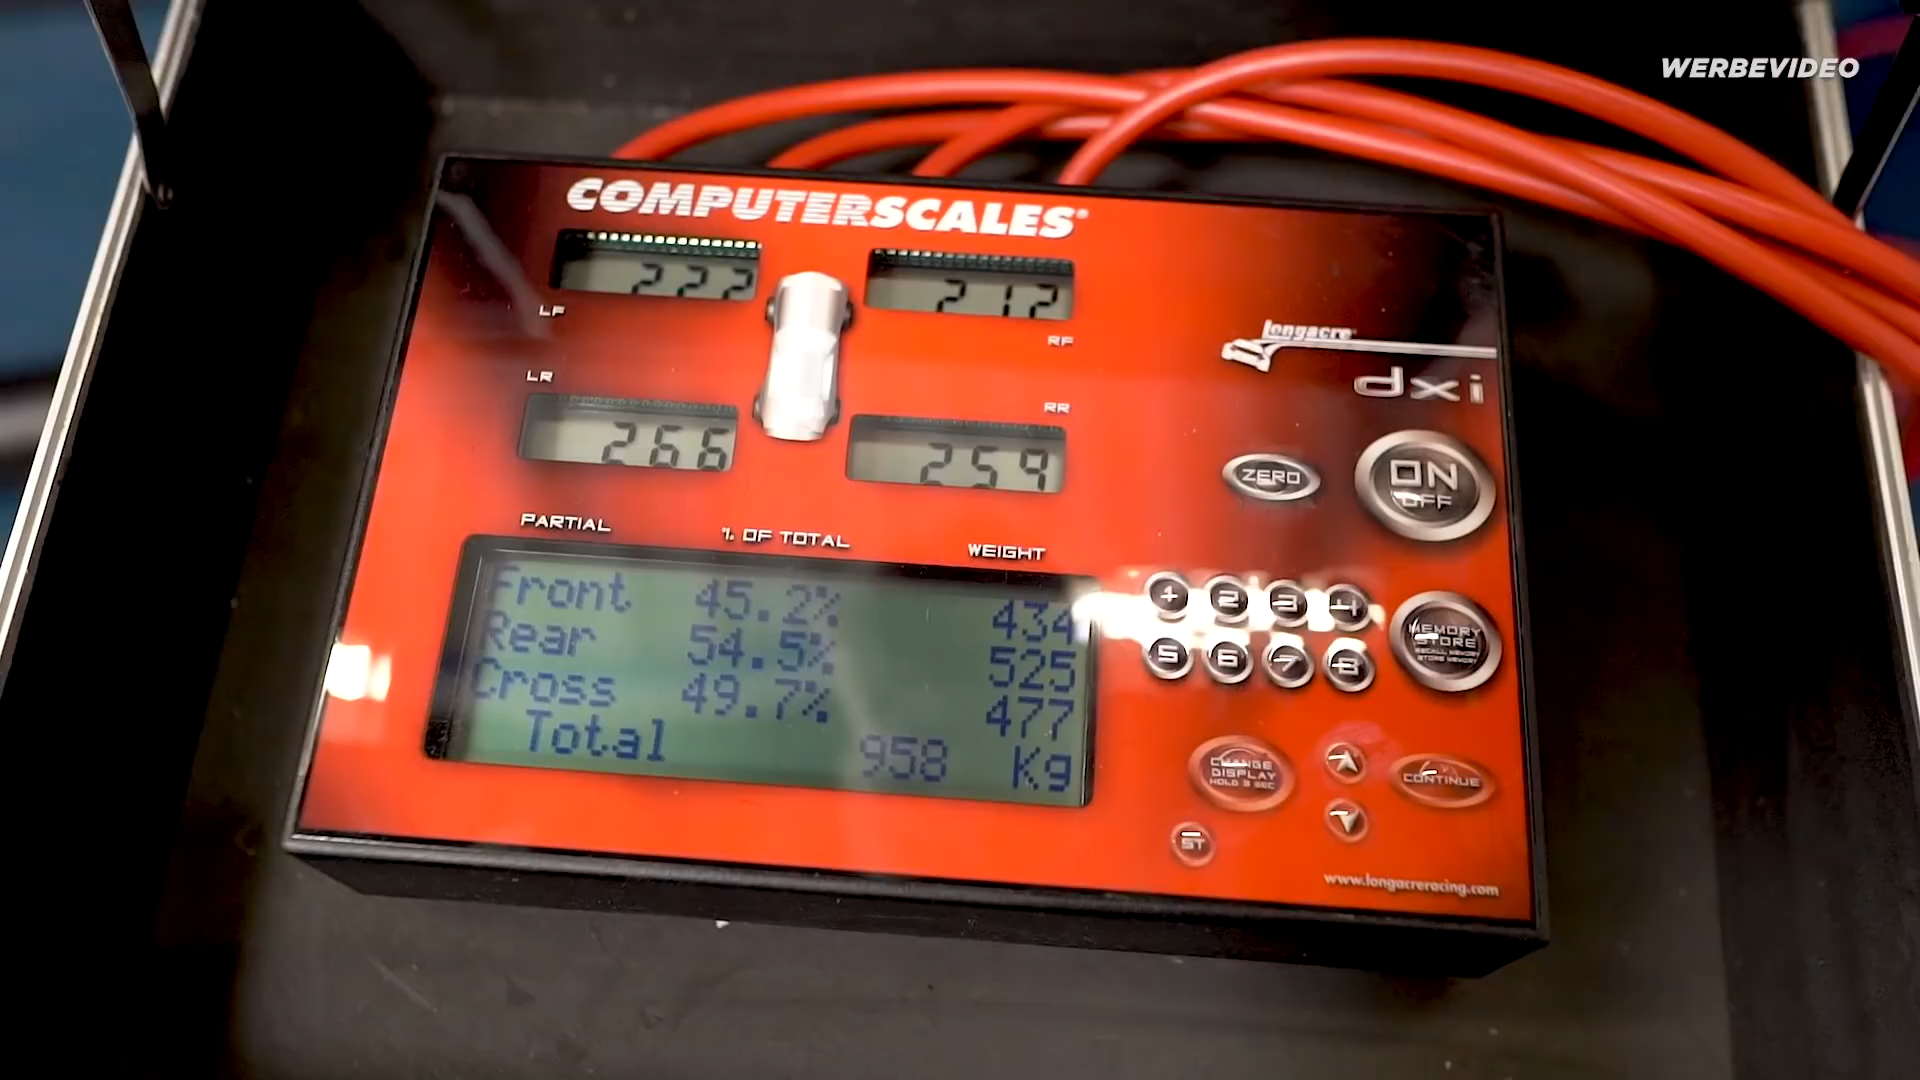 WERBEVIDEO
COMPUTERSCALES®
222
212
LF
RF
longacre®
dxi
LR
RR
266
259
ZERO
ON
OFF
PARTIAL
% OF TOTAL
WEIGHT
Front 45.2% 434
Rear 54.5% 525
Cross 49.7% 477
Total 958 Kg
1 2 3 4
5 6 7 8
MEMORY
STORE
RECALL MEMORY
STORE MEMORY
CHANGE
DISPLAY
HOLD 3 SEC
CONTINUE
ST
www.longacreracing.com